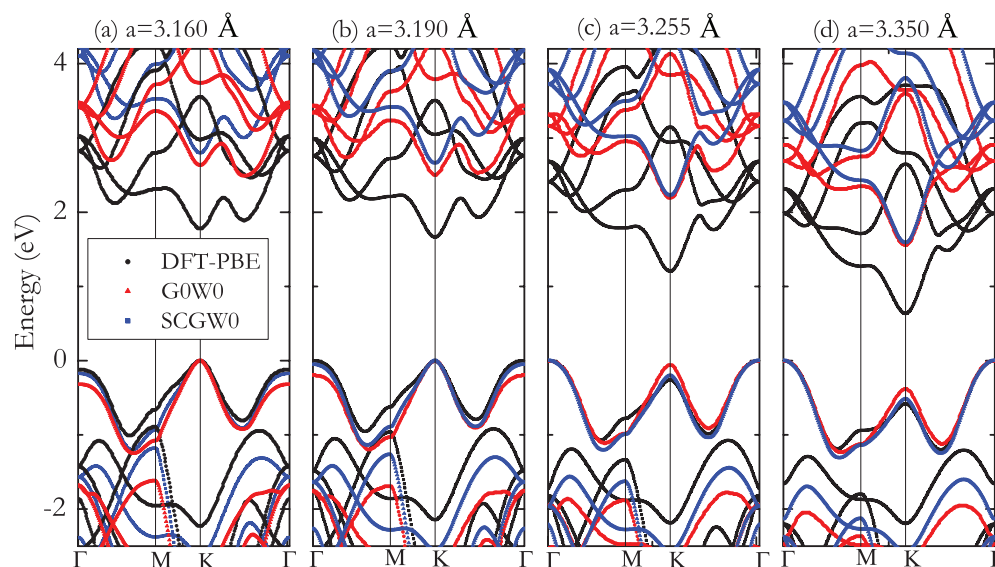 (a) a=3.160 Å (b) a=3.190 Å (c) a=3.255 Å (d) a=3.350 Å
4
2
0
-2
Energy (eV)
DFT-PBE
G0W0
SCGW0
Γ M K Γ Γ M K Γ Γ M K Γ Γ M K Γ